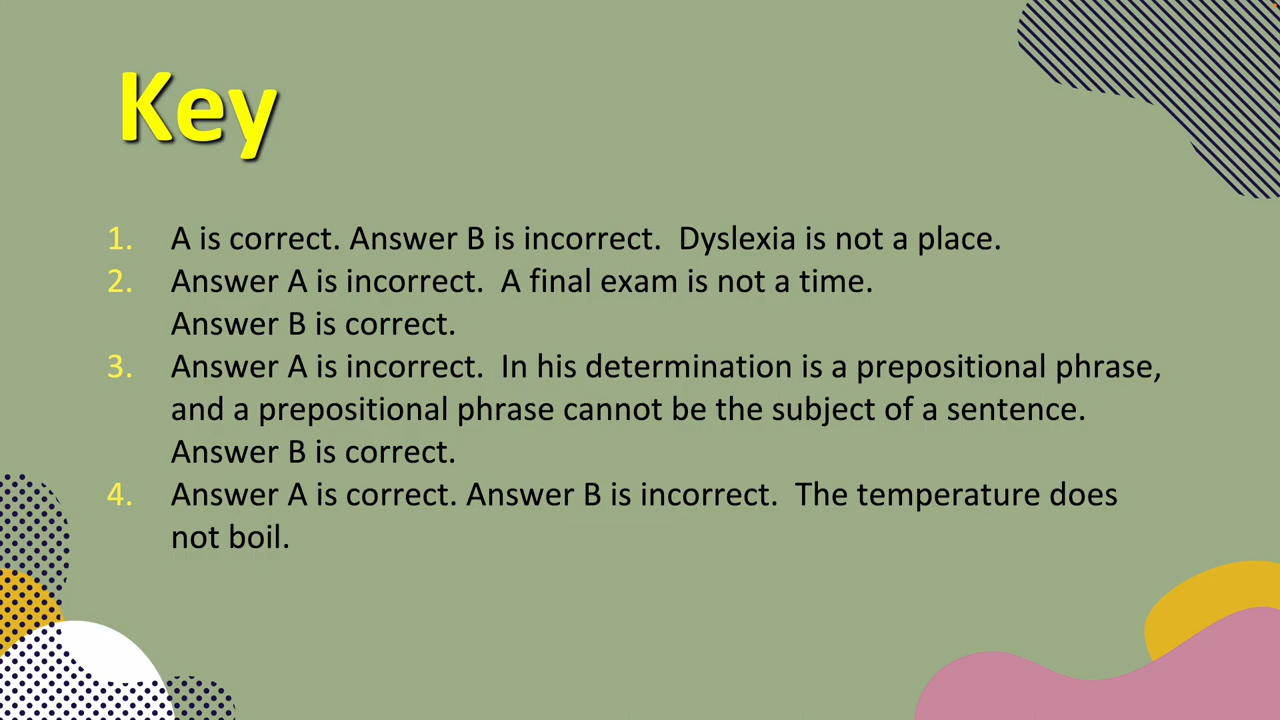 Key
1. A is correct. Answer B is incorrect.  Dyslexia is not a place.
2. Answer A is incorrect.  A final exam is not a time.
Answer B is correct.
3. Answer A is incorrect.  In his determination is a prepositional phrase,
and a prepositional phrase cannot be the subject of a sentence.
Answer B is correct.
4. Answer A is correct. Answer B is incorrect.  The temperature does
not boil.